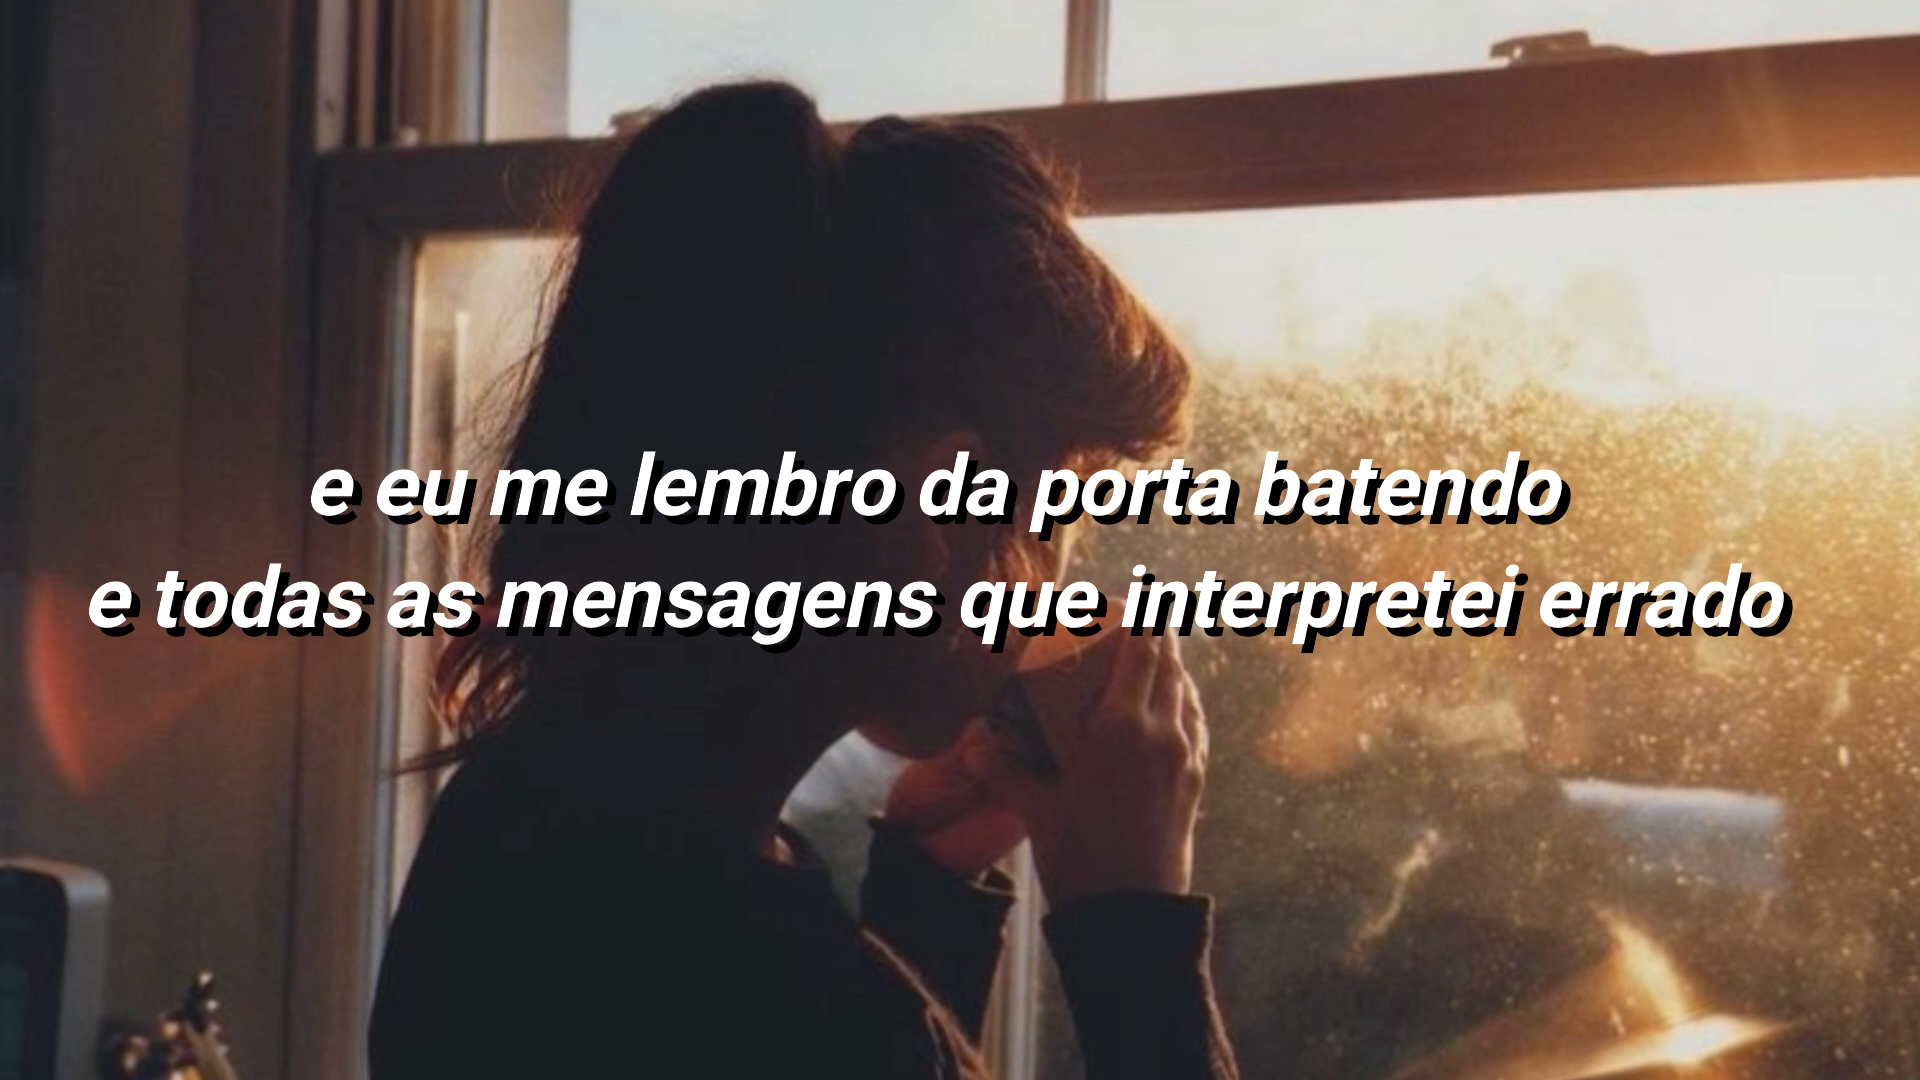 e eu me lembro da porta batendo
e todas as mensagens que interpretei errado